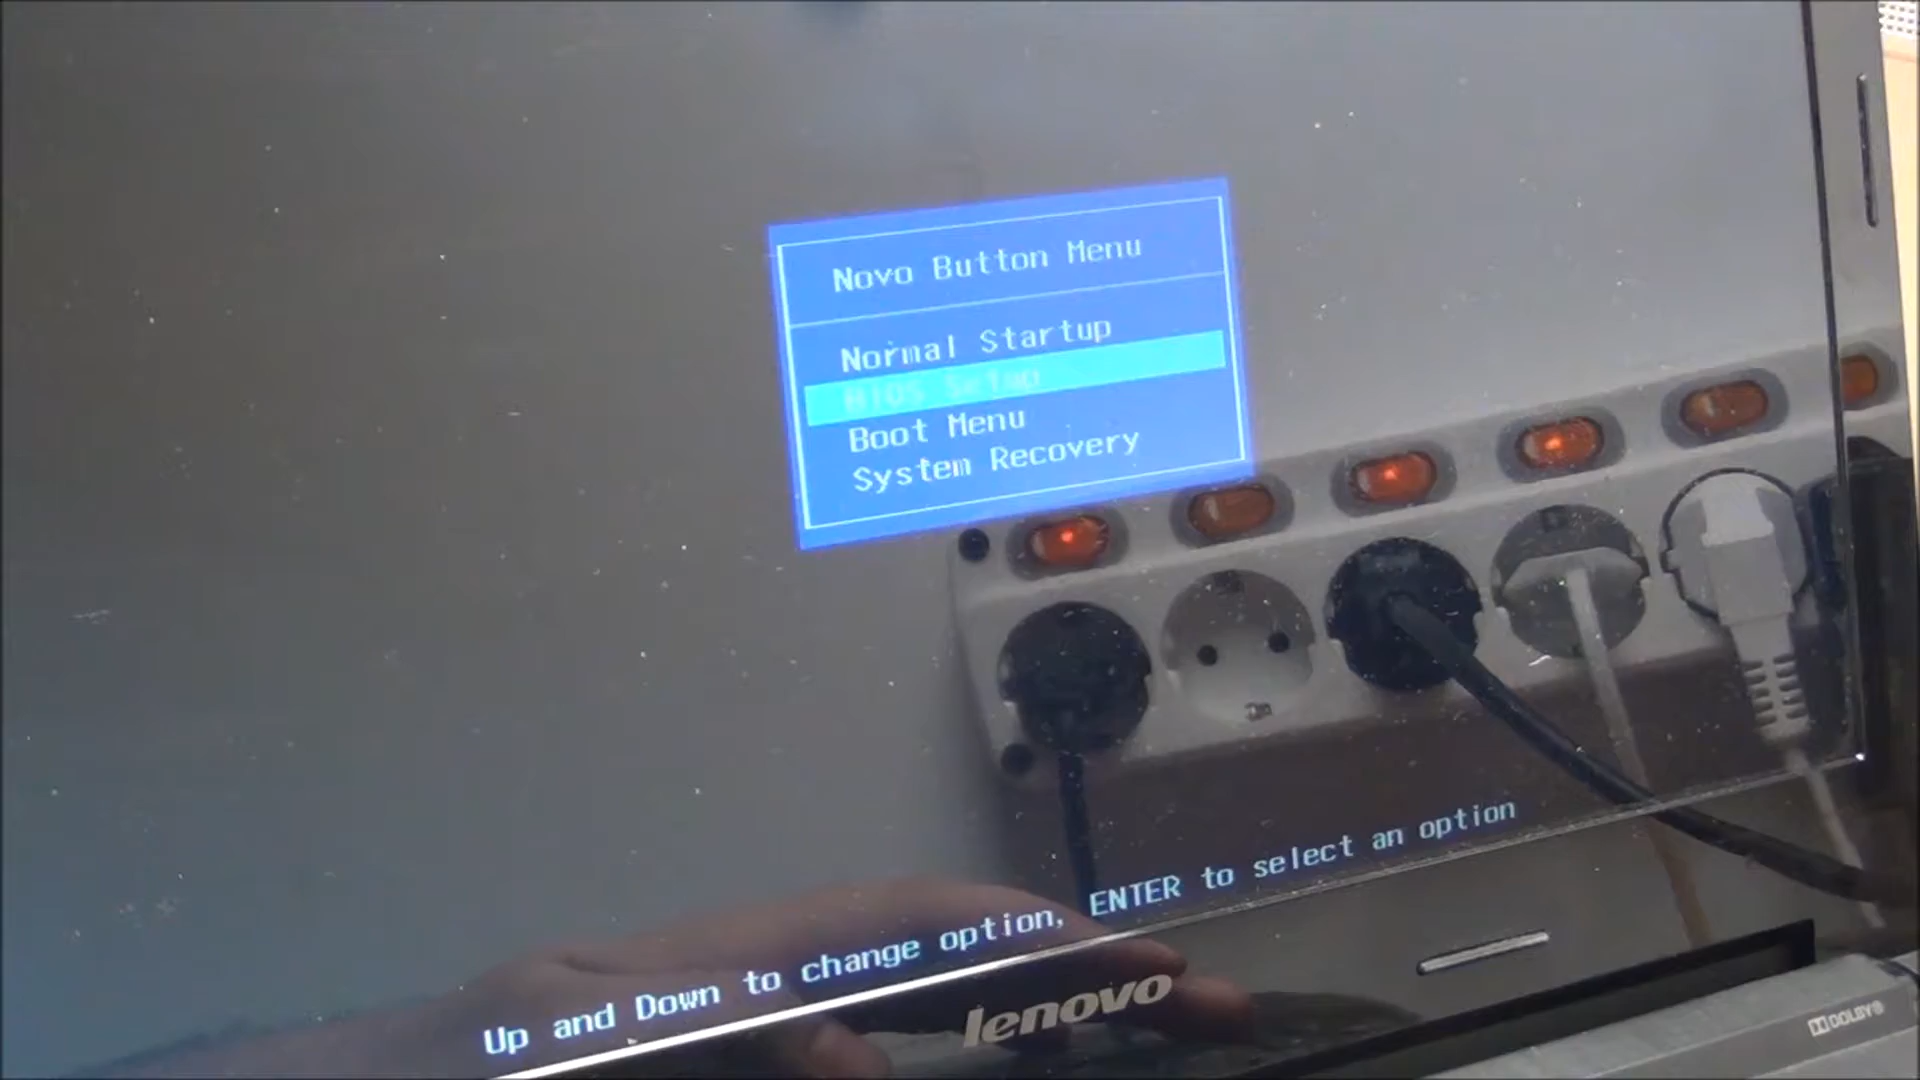 Novo Button Menu
Normal Startup
BIOS Setup
Boot Menu
System Recovery
Up and Down to change option, ENTER to select an option
lenovo
DOLBY®